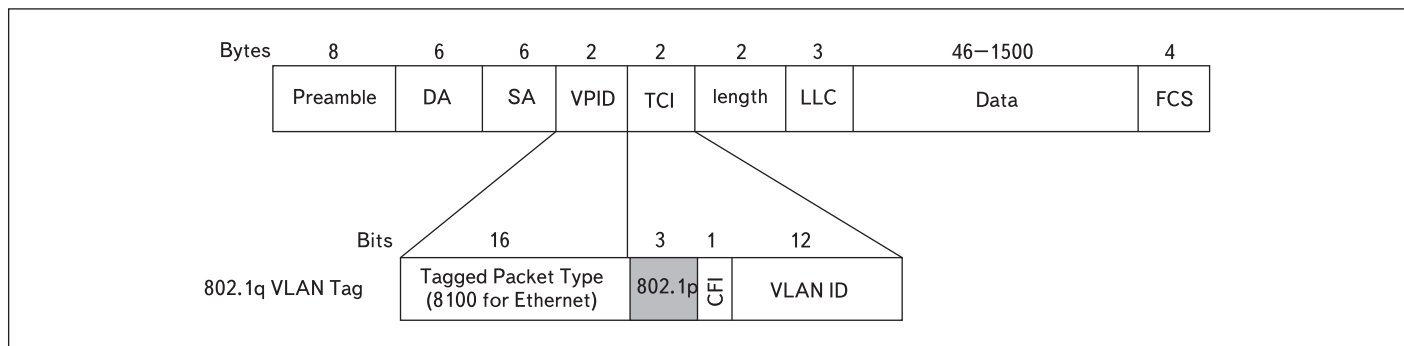 Bytes 8 6 6 2 2 2 3 46–1500 4
Preamble DA SA VPID TCI length LLC Data FCS
Bits 16 3 1 12
802.1q VLAN Tag
Tagged Packet Type
(8100 for Ethernet)
802.1p
CFI
VLAN ID